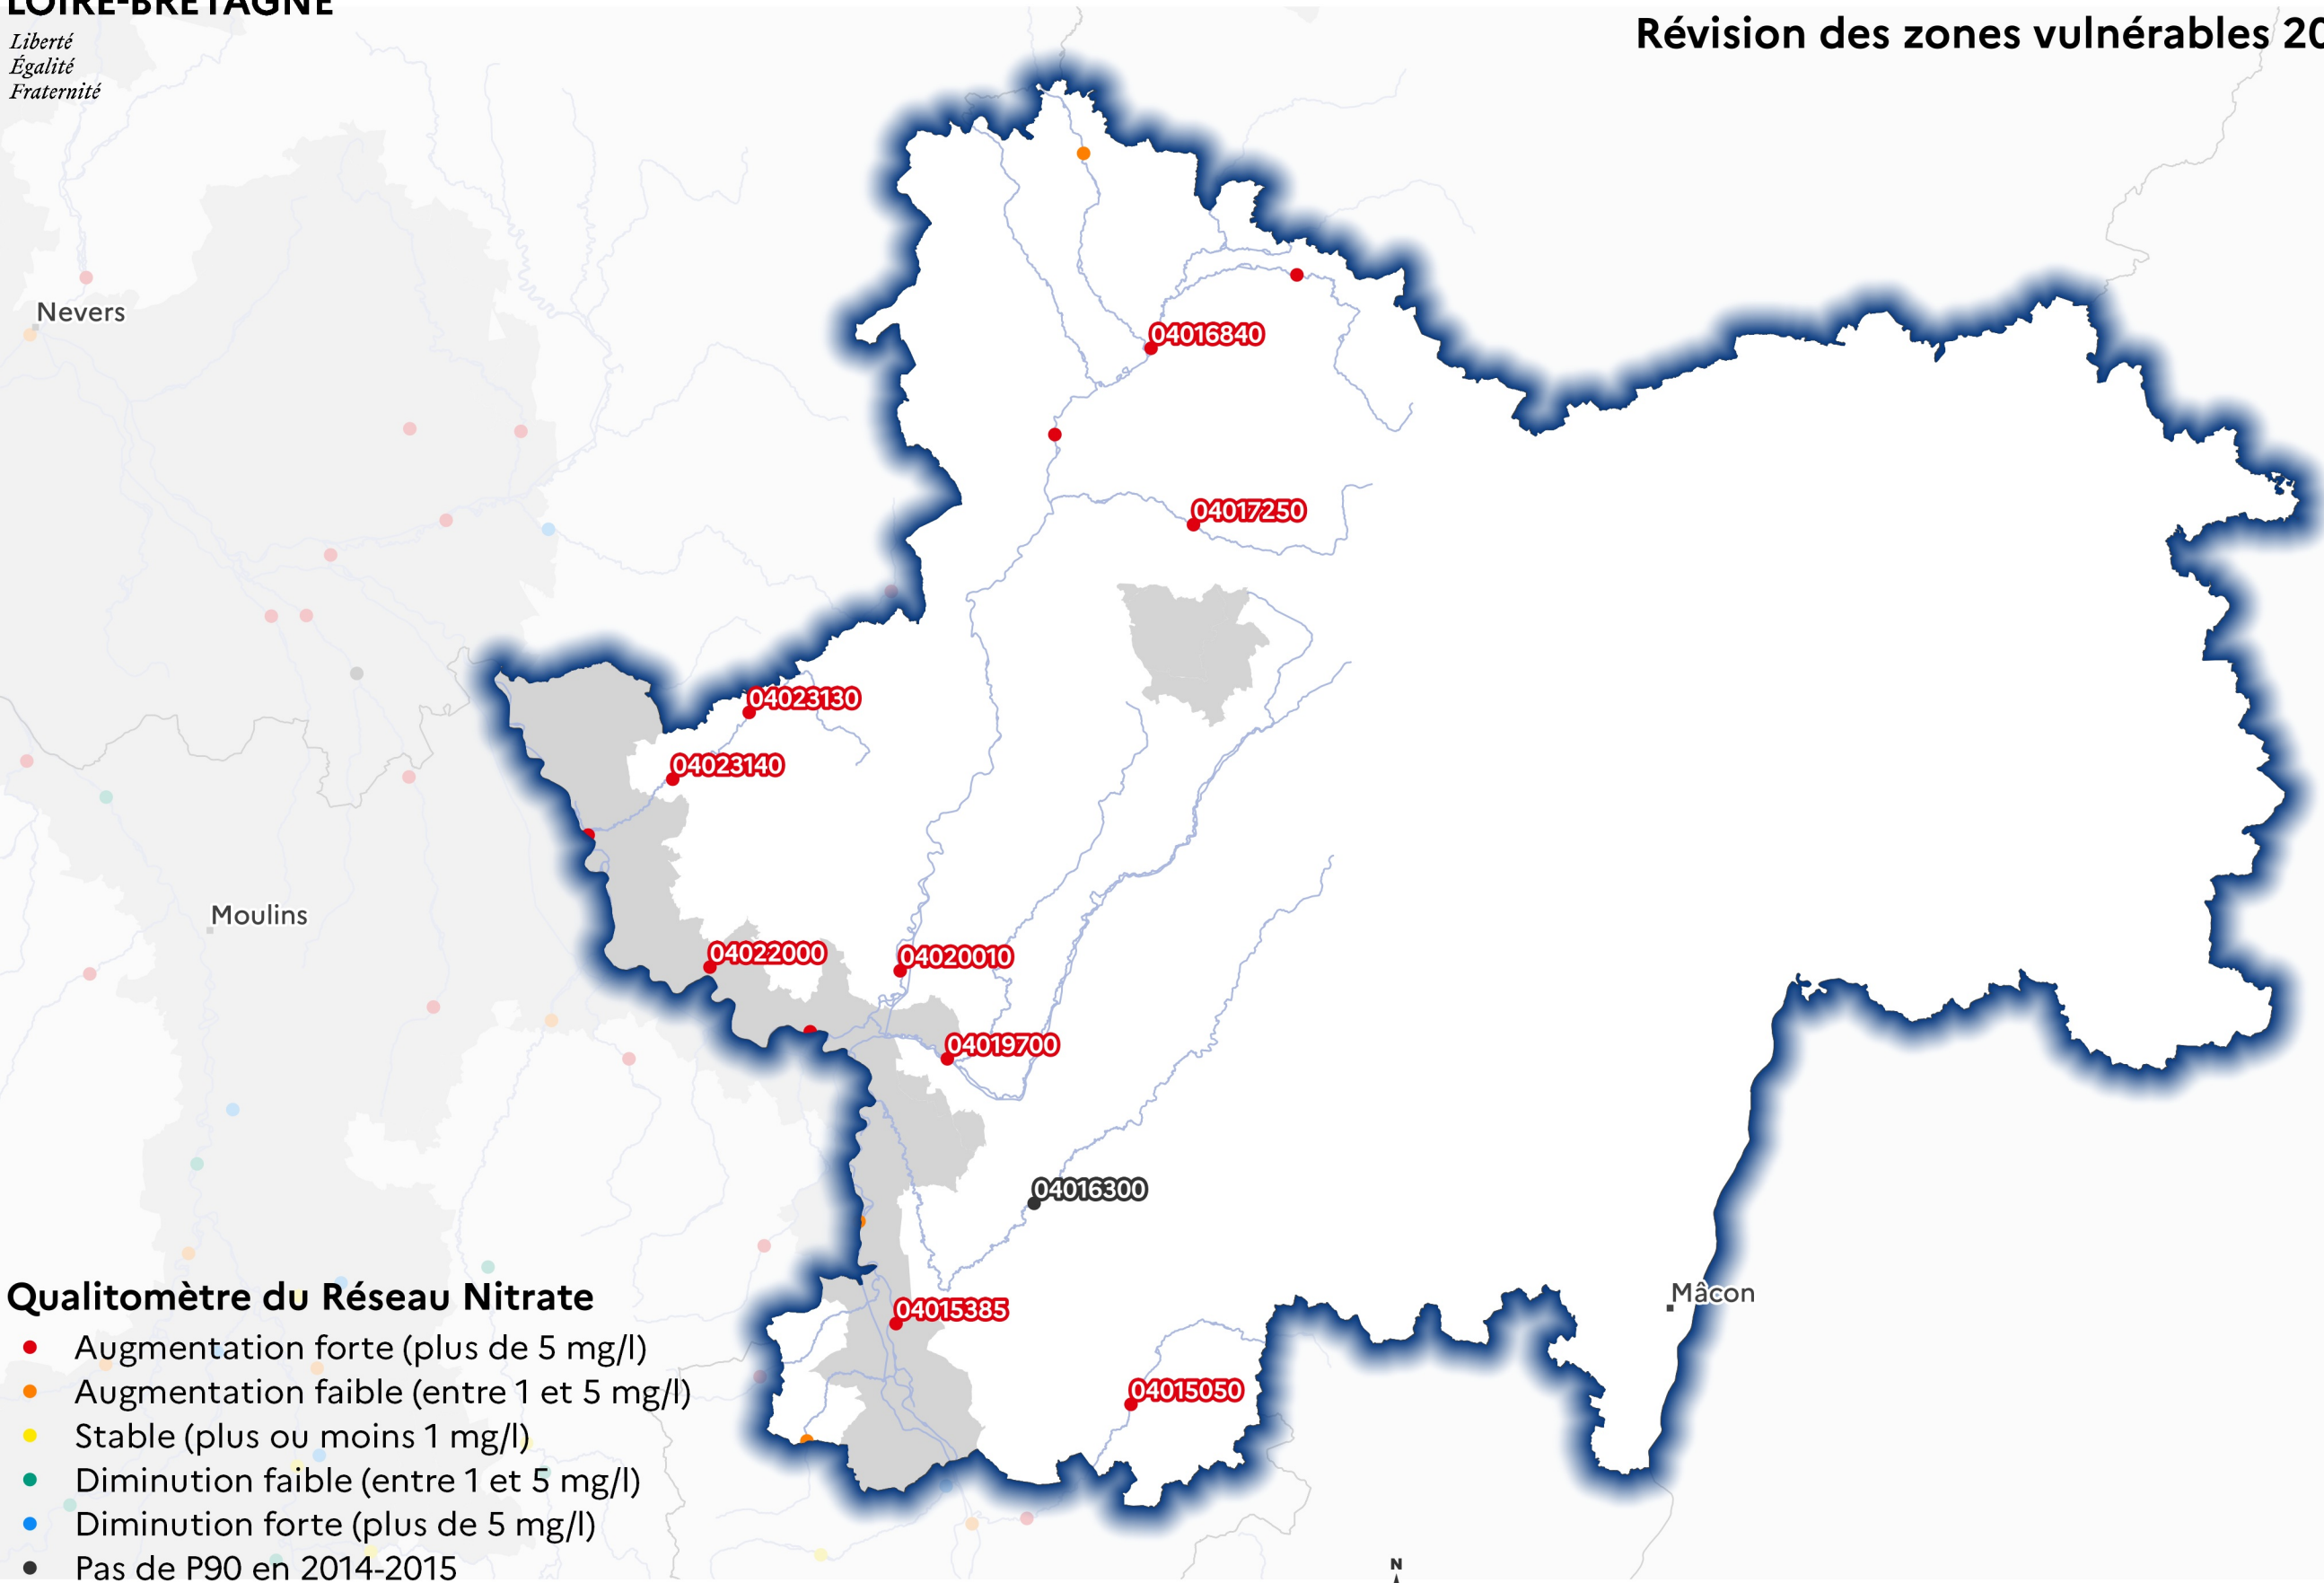 LOIRE-BRETAGNE
Liberté
Égalité
Fraternité
Révision des zones vulnérables 20
Nevers
04016840
04017250
04023130
04023140
Moulins
04022000
04020010
04019700
04016300
Mâcon
04015385
04015050
Qualitomètre du Réseau Nitrate
Augmentation forte (plus de 5 mg/l)
Augmentation faible (entre 1 et 5 mg/l)
Stable (plus ou moins 1 mg/l)
Diminution faible (entre 1 et 5 mg/l)
Diminution forte (plus de 5 mg/l)
Pas de P90 en 2014-2015
N